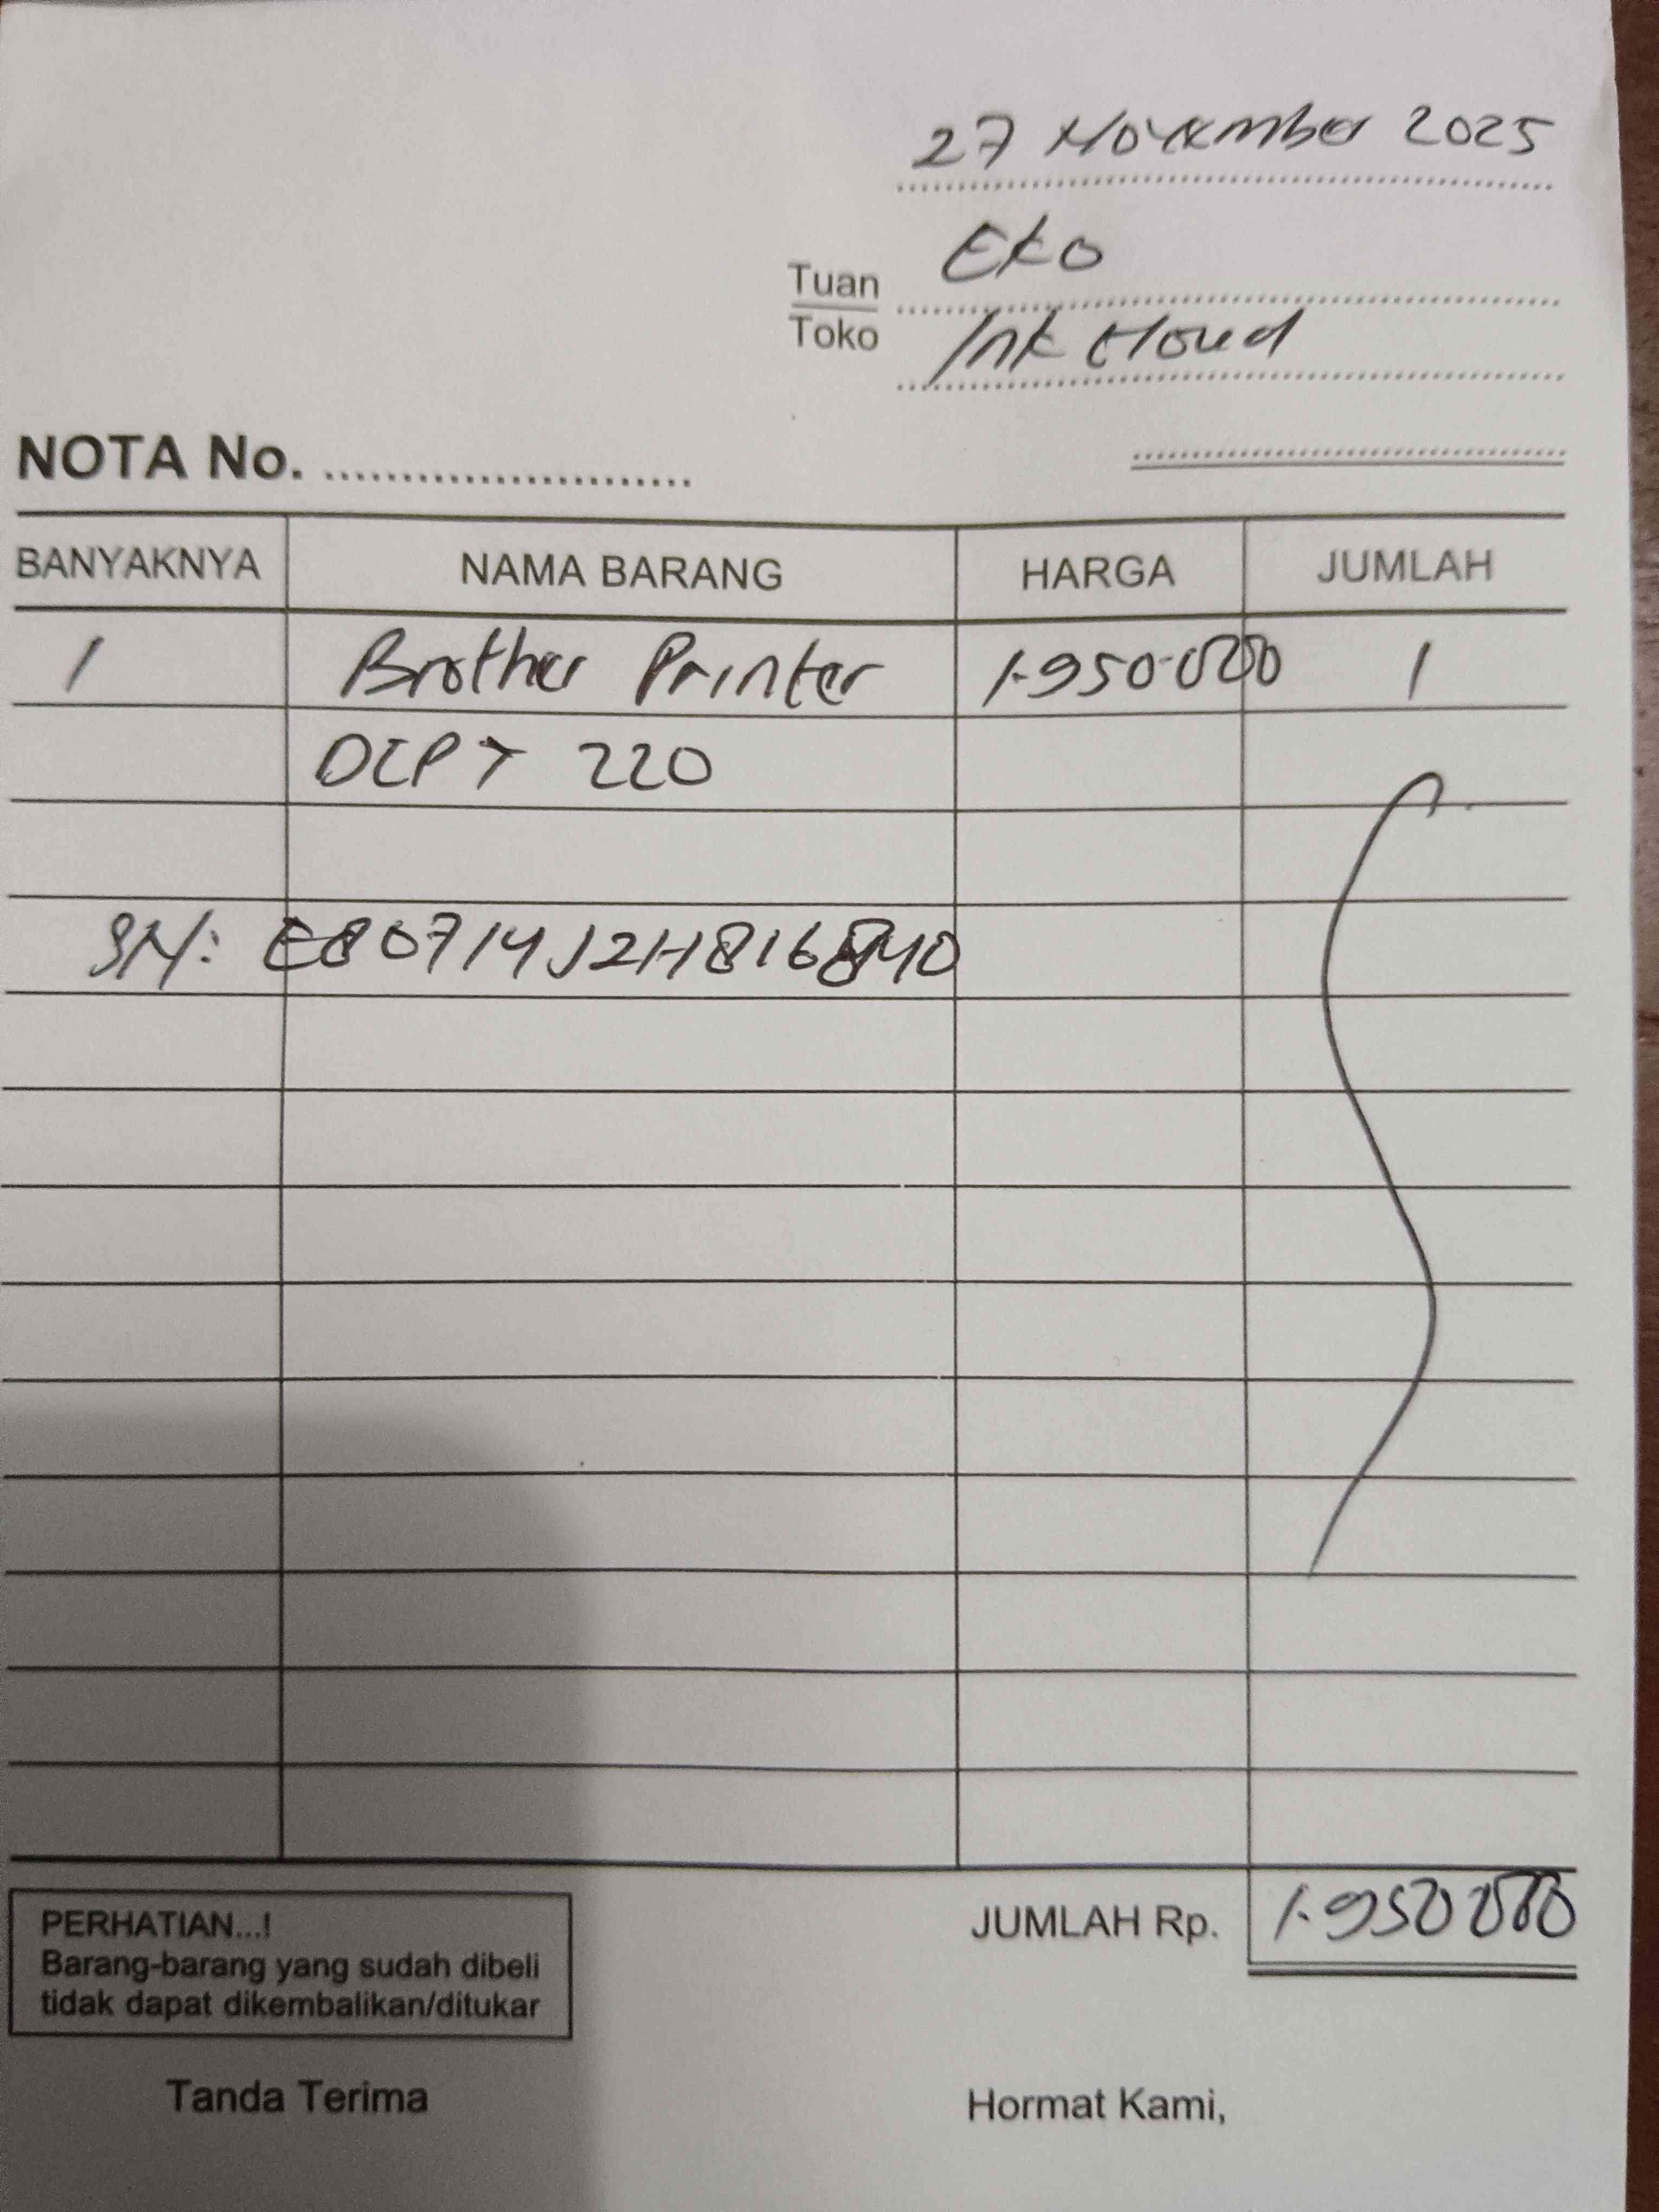 27 November 2025
Tuan Eko
Toko Ink
NOTA No. ........................
BANYAKNYA NAMA BARANG HARGA JUMLAH
1 Brother Printer 1.950.000 1
DCP T 220
SN:
JUMLAH Rp. 1.950.000
PERHATIAN...!
Barang-barang yang sudah dibeli
tidak dapat dikembalikan/ditukar
Tanda Terima Hormat Kami,